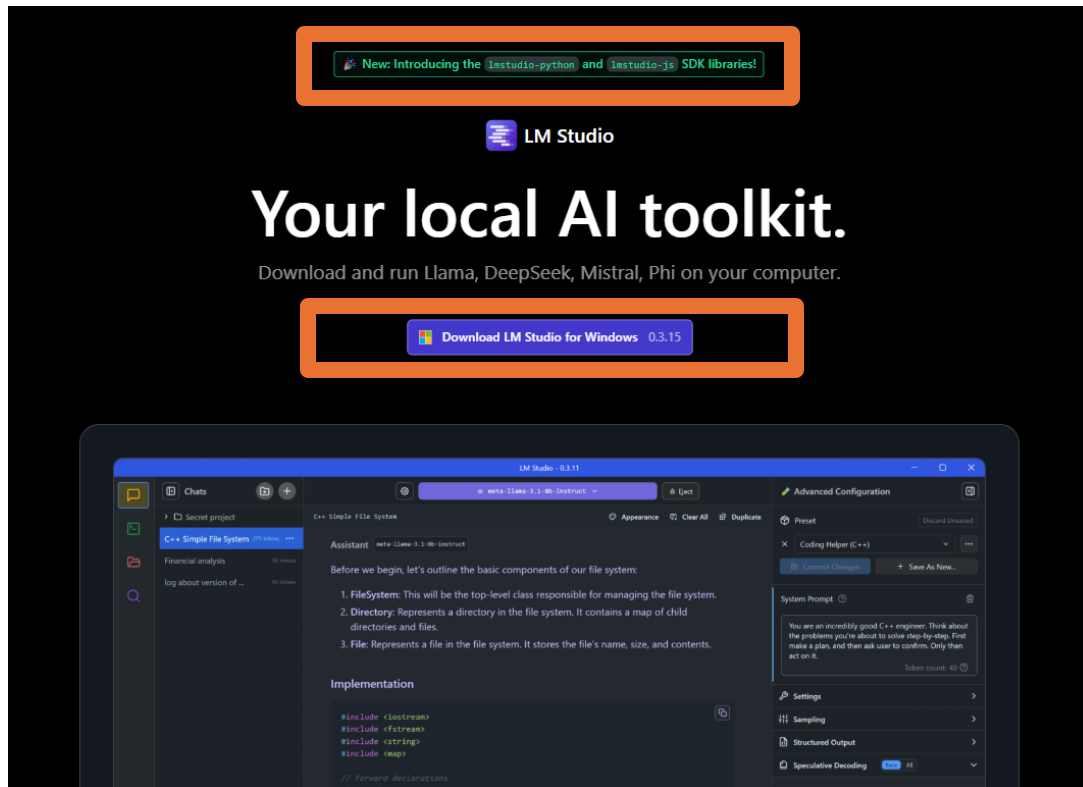 New: Introducing the lmstudio-python and lmstudio-js SDK libraries!
LM Studio
Your local AI toolkit.
Download and run Llama, DeepSeek, Mistral, Phi on your computer.
Download LM Studio for Windows 0.3.15
LM Studio - 0.3.11
Chats
meta-llama-3.1-8b-instruct
Eject
Advanced Configuration
Secret project
C++ Simple File System
Appearance
Clear All
Duplicate
Preset
Discard Unsaved
C++ Simple File System 775 tokens
Assistant meta-llama-3.1-8b-instruct
Coding Helper (C++)
Financial analysis
Before we begin, let's outline the basic components of our file system:
Commit Changes
+ Save As New...
log about version of ...
1. FileSystem: This will be the top-level class responsible for managing the file system.
2. Directory: Represents a directory in the file system. It contains a map of child
directories and files.
3. File: Represents a file in the file system. It stores the file's name, size, and contents.
System Prompt
You are an incredibly good C++ engineer. Think about
the problems you're about to solve step-by-step. First
make a plan, and then ask user to confirm. Only then
act on it.
Token count: 40
Implementation
#include <iostream>
#include <fstream>
#include <string>
#include <map>
// Forward declarations
Settings
Sampling
Structured Output
Speculative Decoding
All